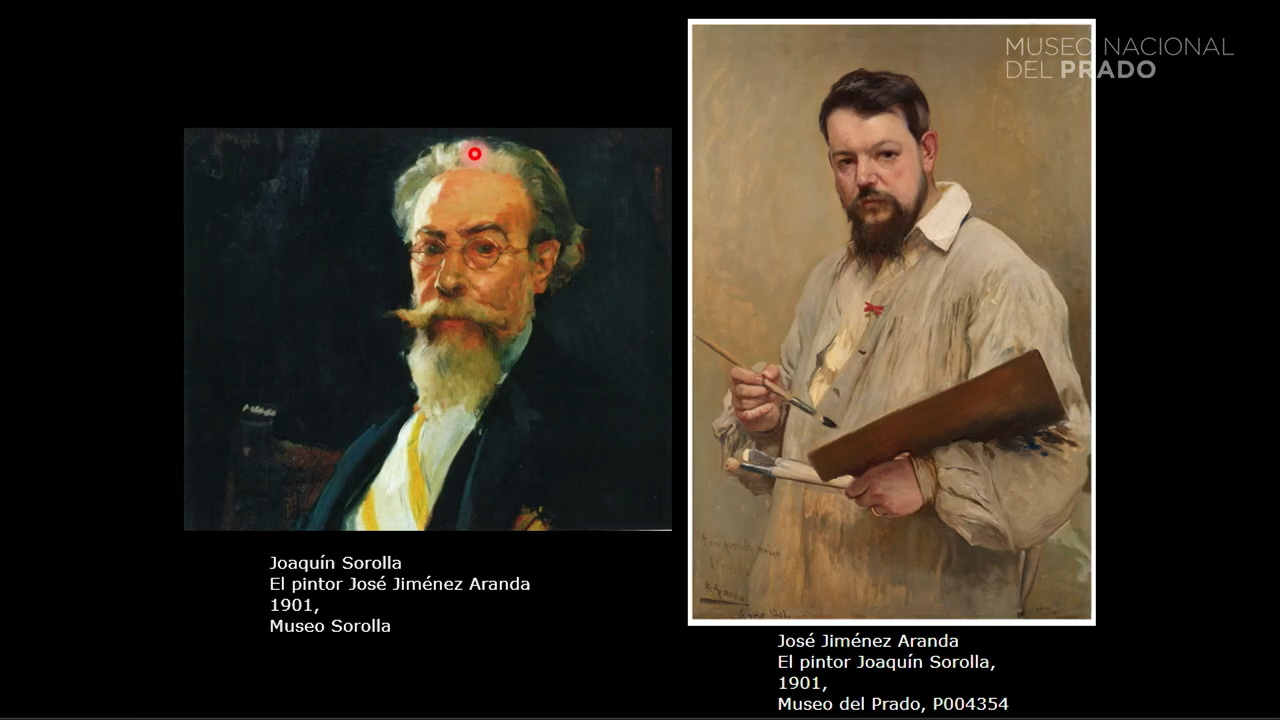 MUSEO NACIONAL
DEL PRADO
Joaquín Sorolla
El pintor José Jiménez Aranda
1901,
Museo Sorolla
José Jiménez Aranda
El pintor Joaquín Sorolla,
1901,
Museo del Prado, P004354